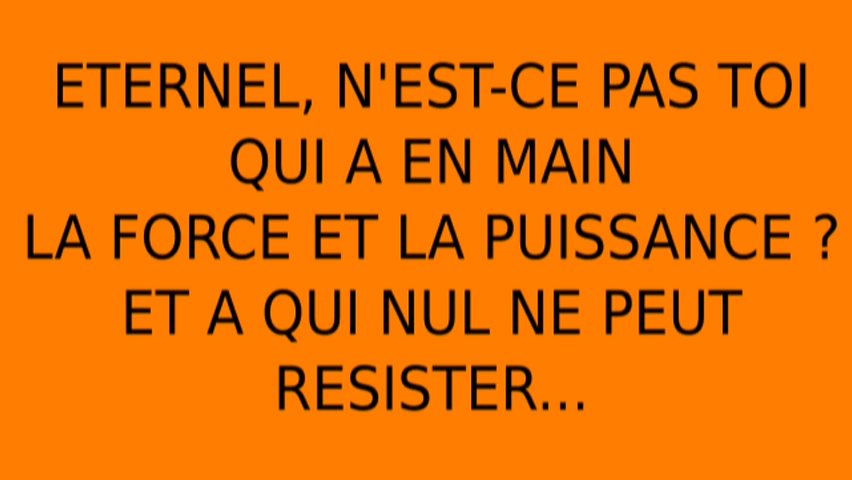 ETERNEL, N'EST-CE PAS TOI
QUI A EN MAIN
LA FORCE ET LA PUISSANCE ?
ET A QUI NUL NE PEUT
RESISTER...